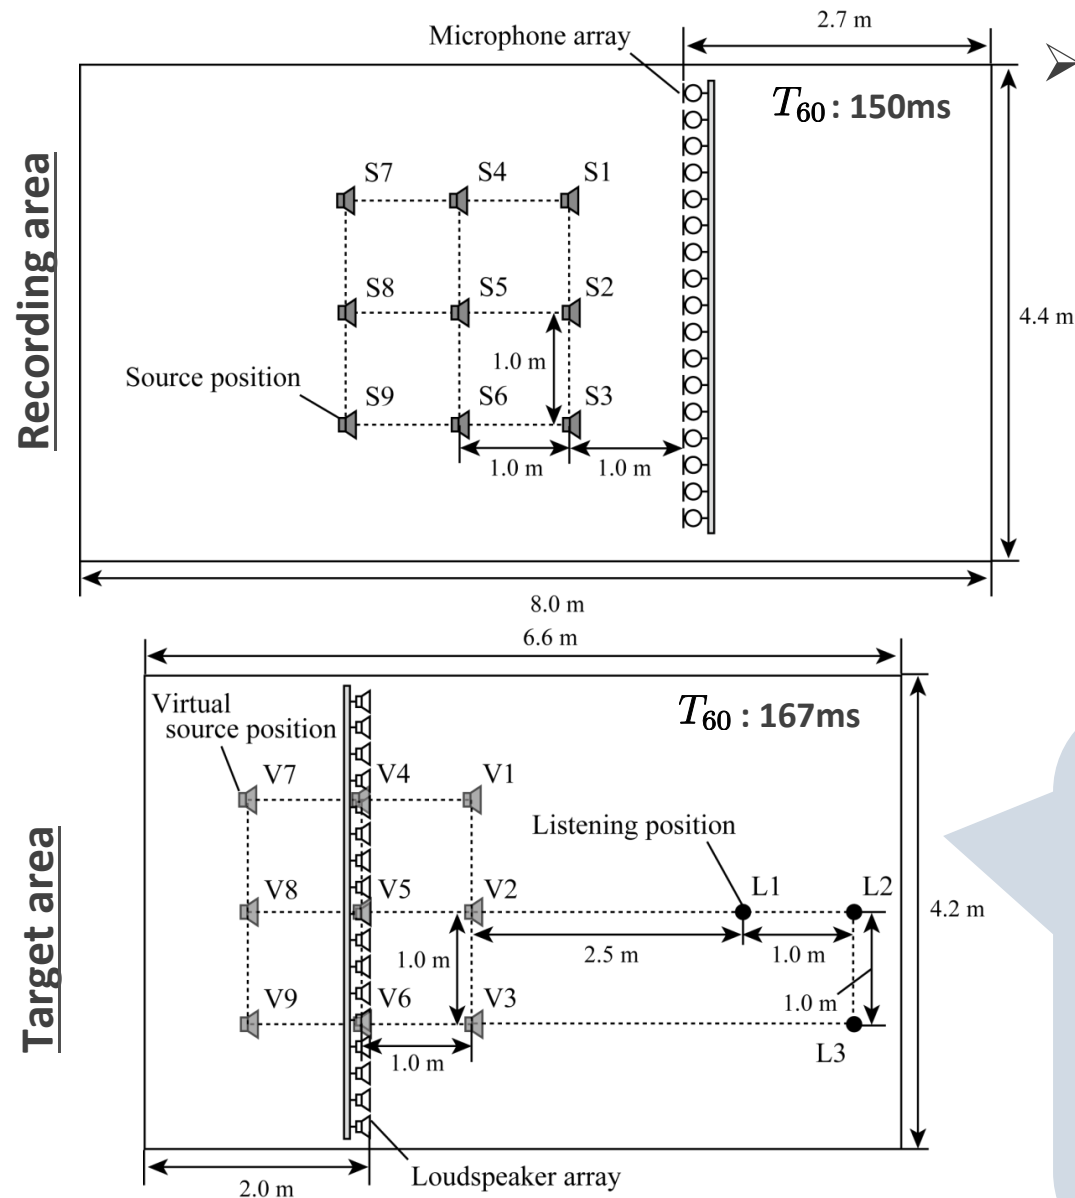 Recording area
Microphone array
2.7 m
T60 : 150ms
S7
S4
S1
S8
S5
S2
1.0 m
4.4 m
Source position
S9
S6
S3
1.0 m
1.0 m
8.0 m
Target area
6.6 m
Virtual
source position
T60 : 167ms
V7
V4
V1
Listening position
V8
V5
V2
L1
L2
4.2 m
1.0 m
2.5 m
1.0 m
V9
V6
V3
1.0 m
L3
1.0 m
2.0 m
Loudspeaker array